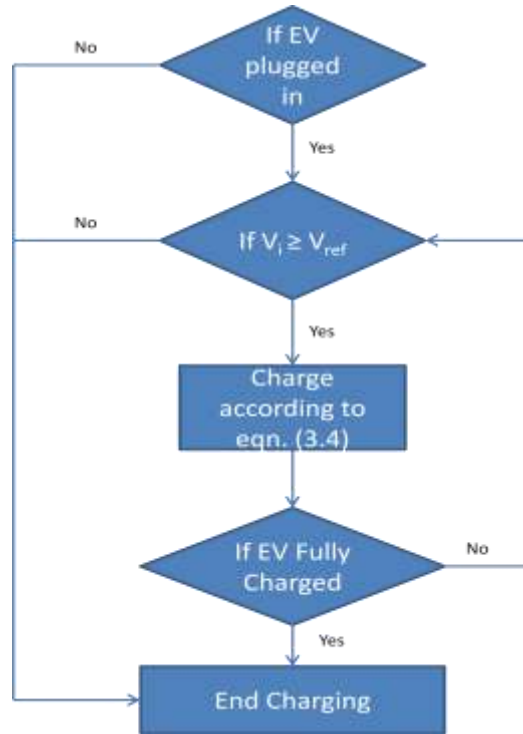 If EV
plugged
in
No
Yes
If Vᵢ ≥ V_ref
No
Yes
Charge
according to
eqn. (3.4)
If EV Fully
Charged
No
Yes
End Charging